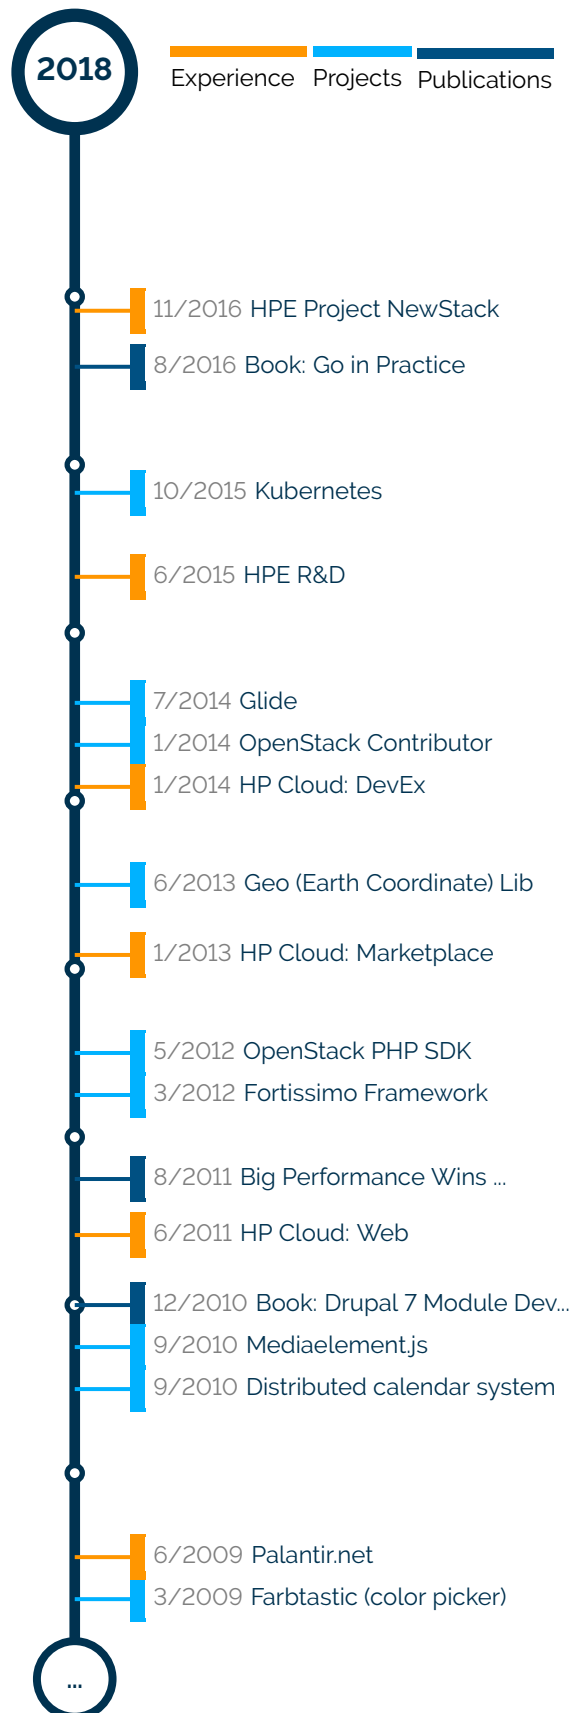 2018
Experience Projects Publications
11/2016 HPE Project NewStack
8/2016 Book: Go in Practice
10/2015 Kubernetes
6/2015 HPE R&D
7/2014 Glide
1/2014 OpenStack Contributor
1/2014 HP Cloud: DevEx
6/2013 Geo (Earth Coordinate) Lib
1/2013 HP Cloud: Marketplace
5/2012 OpenStack PHP SDK
3/2012 Fortissimo Framework
8/2011 Big Performance Wins ...
6/2011 HP Cloud: Web
12/2010 Book: Drupal 7 Module Dev...
9/2010 Mediaelement.js
9/2010 Distributed calendar system
6/2009 Palantir.net
3/2009 Farbtastic (color picker)
...